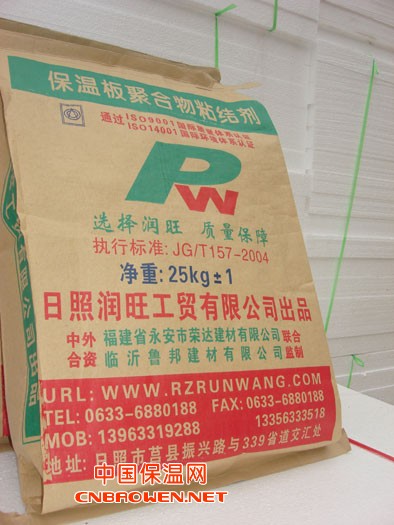 保温板聚合物粘结剂
通过ISO9001国际质量体系认证
ISO14001国际环境体系认证
PW
选择润旺 质量保障
执行标准:JG/T157-2004
净重:25kg±1
日照润旺工贸有限公司出品
中外合资 福建省永安市荣达建材有限公司 联合监制
临沂鲁邦建材有限公司
URL: WWW.RZRUNWANG.COM
TEL: 0633-6880188 FAX: 0633-6880188
MOB: 13963319288 13356333518
地址: 日照市莒县振兴路与339省道交汇处
有限公司出品
中国保温网
CNBAOWEN.NET